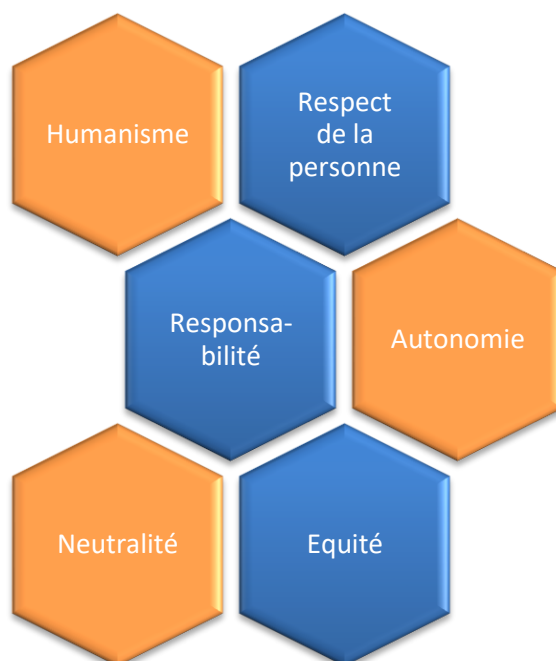 Humanisme
Respect
de la
personne
Responsa-
bilité
Autonomie
Neutralité
Equité